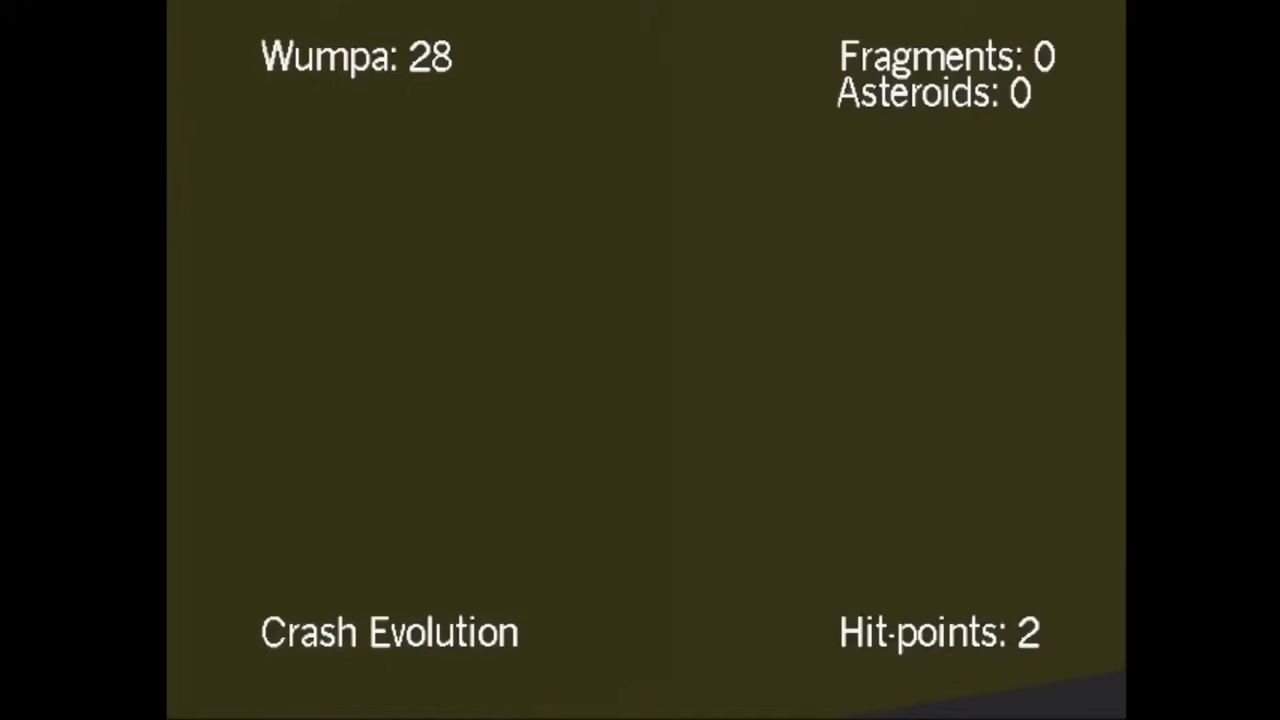 Wumpa: 28
Fragments: 0
Asteroids: 0
Crash Evolution
Hit-points: 2